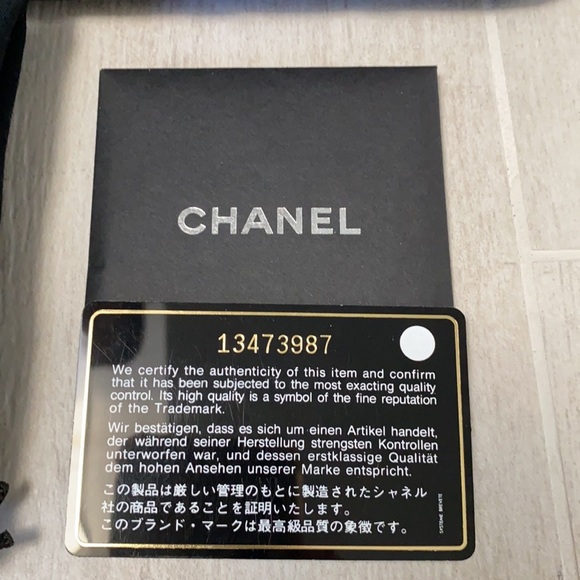 CHANEL
13473987
We certify the authenticity of this item and confirm
that it has been subjected to the most exacting quality
control. Its high quality is a symbol of the fine reputation
of the Trademark.
Wir bestätigen, dass es sich um einen Artikel handelt,
der während seiner Herstellung strengsten Kontrollen
unterworfen war, und dessen erstklassige Qualität
dem hohen Ansehen unserer Marke entspricht.
この製品は厳しい管理のもとに製造されたシャネル
社の商品であることを証明いたします。
このブランド・マークは最高級品質の象徴です。
SYSTEME BREVETE